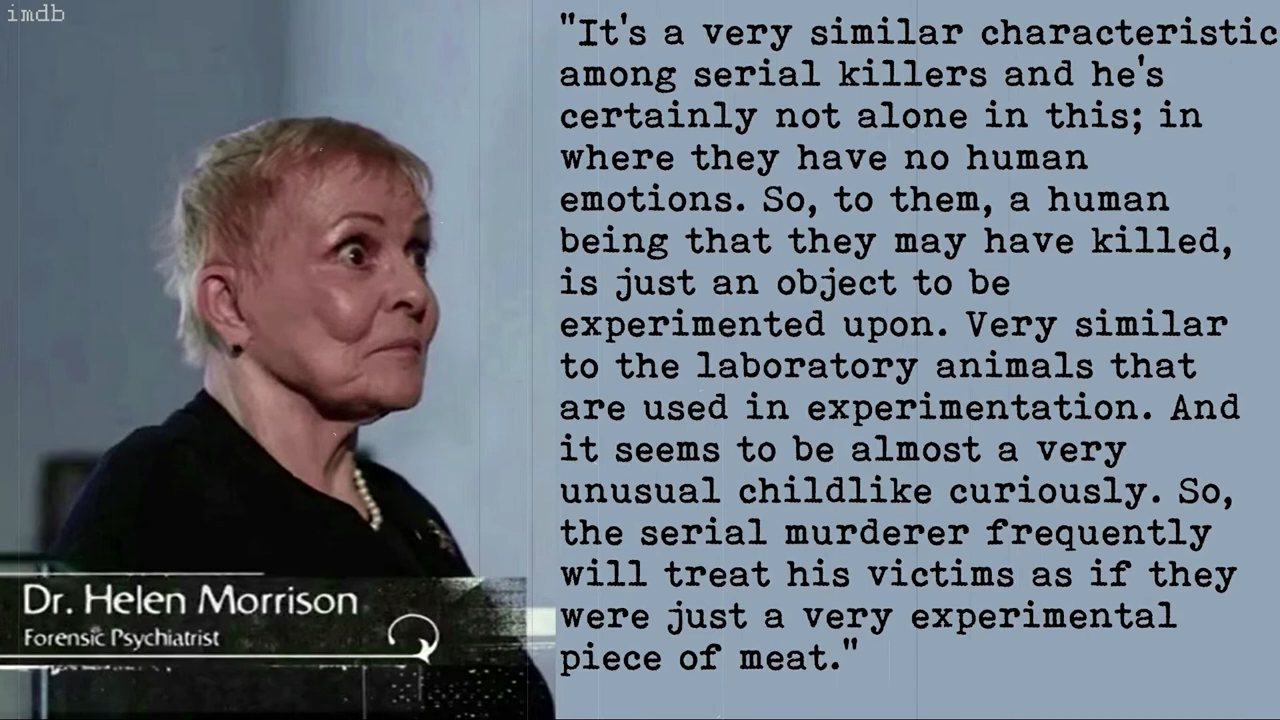 imdb
"It's a very similar characteristic
among serial killers and he's
certainly not alone in this; in
where they have no human
emotions. So, to them, a human
being that they may have killed,
is just an object to be
experimented upon. Very similar
to the laboratory animals that
are used in experimentation. And
it seems to be almost a very
unusual childlike curiously. So,
the serial murderer frequently
will treat his victims as if they
were just a very experimental
piece of meat."
Dr. Helen Morrison
Forensic Psychiatrist